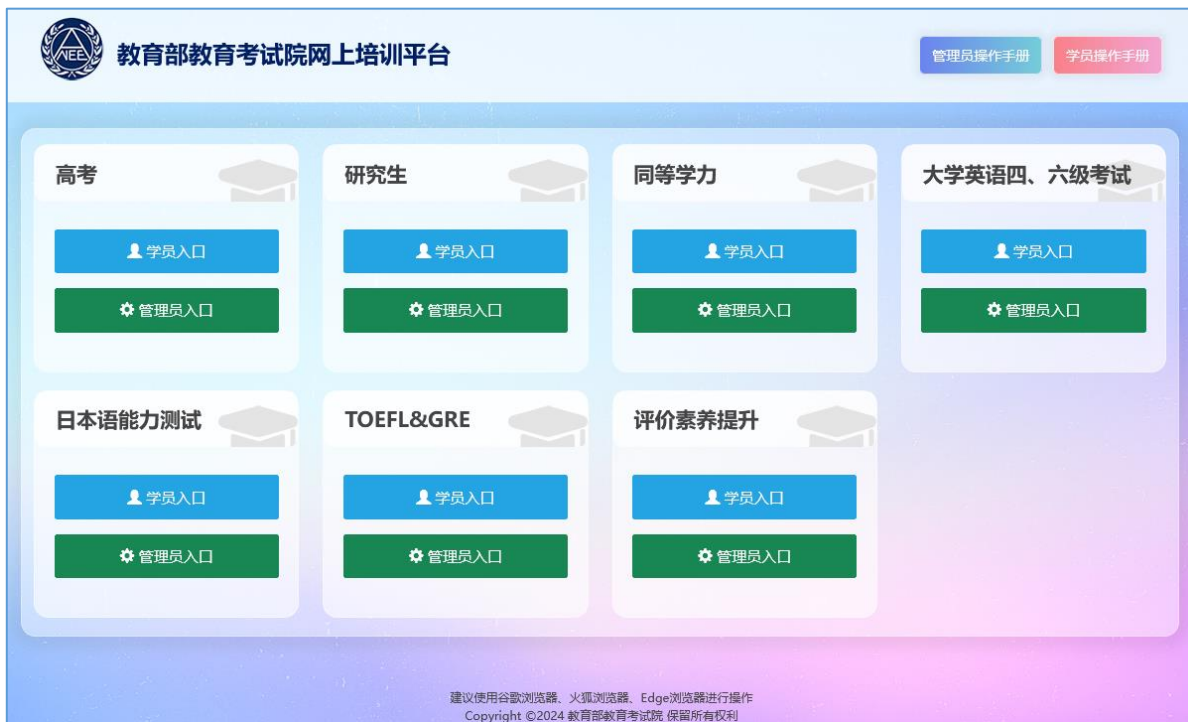 NEEA
教育部教育考试院网上培训平台
管理员操作手册
学员操作手册
高考
学员入口
管理员入口
研究生
学员入口
管理员入口
同等学力
学员入口
管理员入口
大学英语四、六级考试
学员入口
管理员入口
日本语能力测试
学员入口
管理员入口
TOEFL&GRE
学员入口
管理员入口
评价素养提升
学员入口
管理员入口
建议使用谷歌浏览器、火狐浏览器、Edge浏览器进行操作
Copyright ©2024 教育部教育考试院 保留所有权利